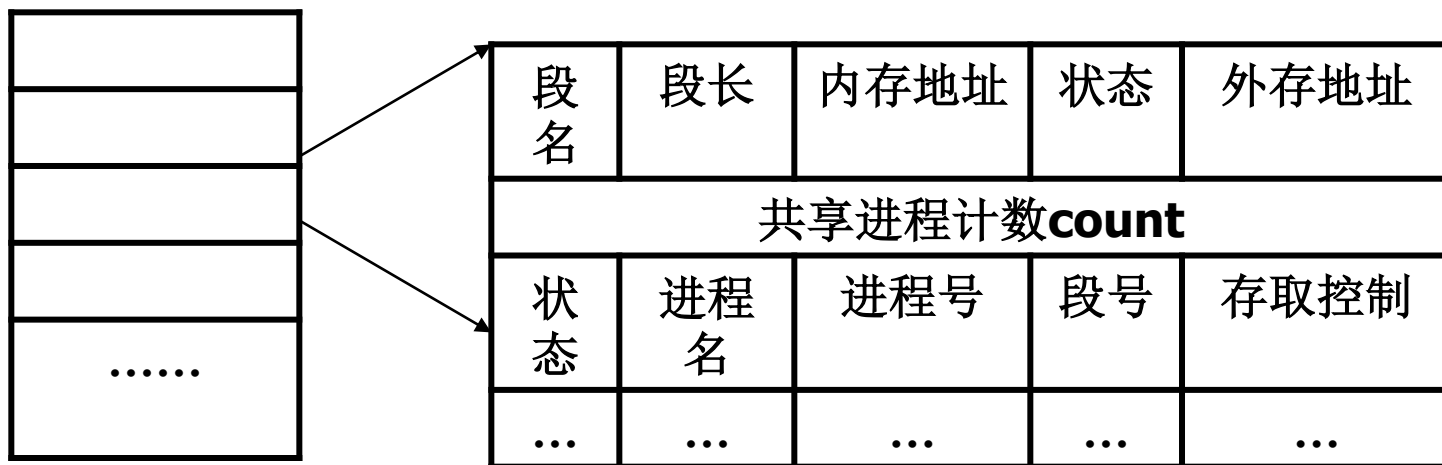 段名 段长 内存地址 状态 外存地址
共享进程计数count
状态 进程名 进程号 段号 存取控制
……
... ... ... ... ...